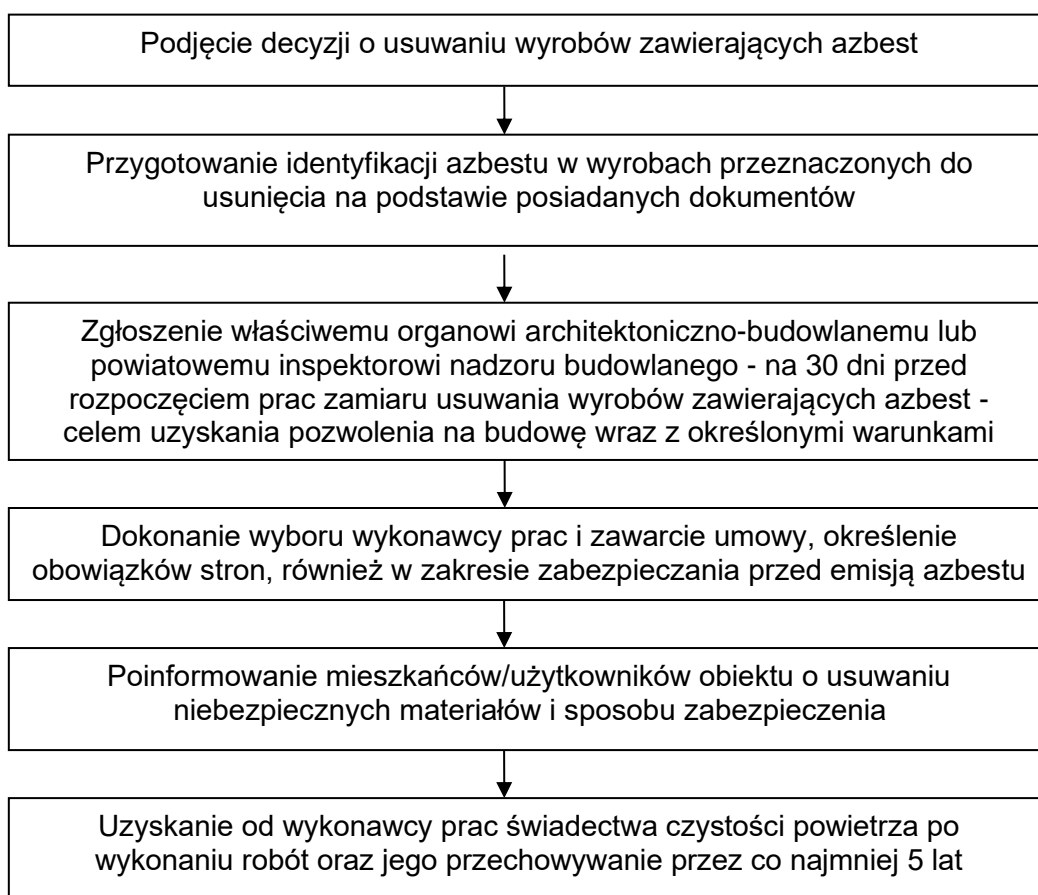 Podjęcie decyzji o usuwaniu wyrobów zawierających azbest
Przygotowanie identyfikacji azbestu w wyrobach przeznaczonych do
usunięcia na podstawie posiadanych dokumentów
Zgłoszenie właściwemu organowi architektoniczno-budowlanemu lub
powiatowemu inspektorowi nadzoru budowlanego - na 30 dni przed
rozpoczęciem prac zamiaru usuwania wyrobów zawierających azbest -
celem uzyskania pozwolenia na budowę wraz z określonymi warunkami
Dokonanie wyboru wykonawcy prac i zawarcie umowy, określenie
obowiązków stron, również w zakresie zabezpieczania przed emisją azbestu
Poinformowanie mieszkańców/użytkowników obiektu o usuwaniu
niebezpiecznych materiałów i sposobu zabezpieczenia
Uzyskanie od wykonawcy prac świadectwa czystości powietrza po
wykonaniu robót oraz jego przechowywanie przez co najmniej 5 lat